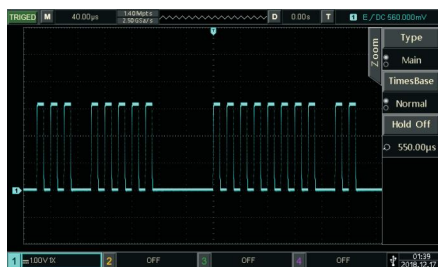 TRIGED M 40.00μs 1.40Mpts 2.50GSa/s D 0.00s T 1 E/DC 560.000mV
Zoom
Type
Main
TimesBase
Normal
Hold Off
550.00μs
1 1.00V 1X 2 OFF 3 OFF 4 OFF 01:39
2018.12.17